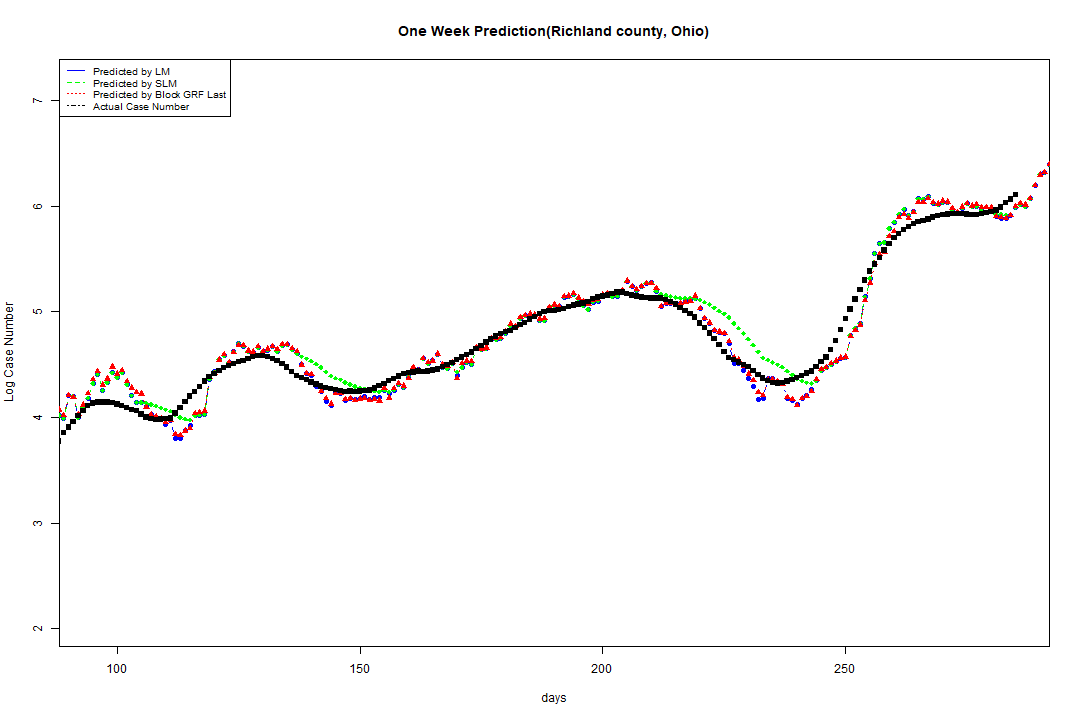 One Week Prediction(Richland county, Ohio)
Predicted by LM
Predicted by SLM
Predicted by Block GRF Last
Actual Case Number
Log Case Number
7
6
5
4
3
2
100 150 200 250
days